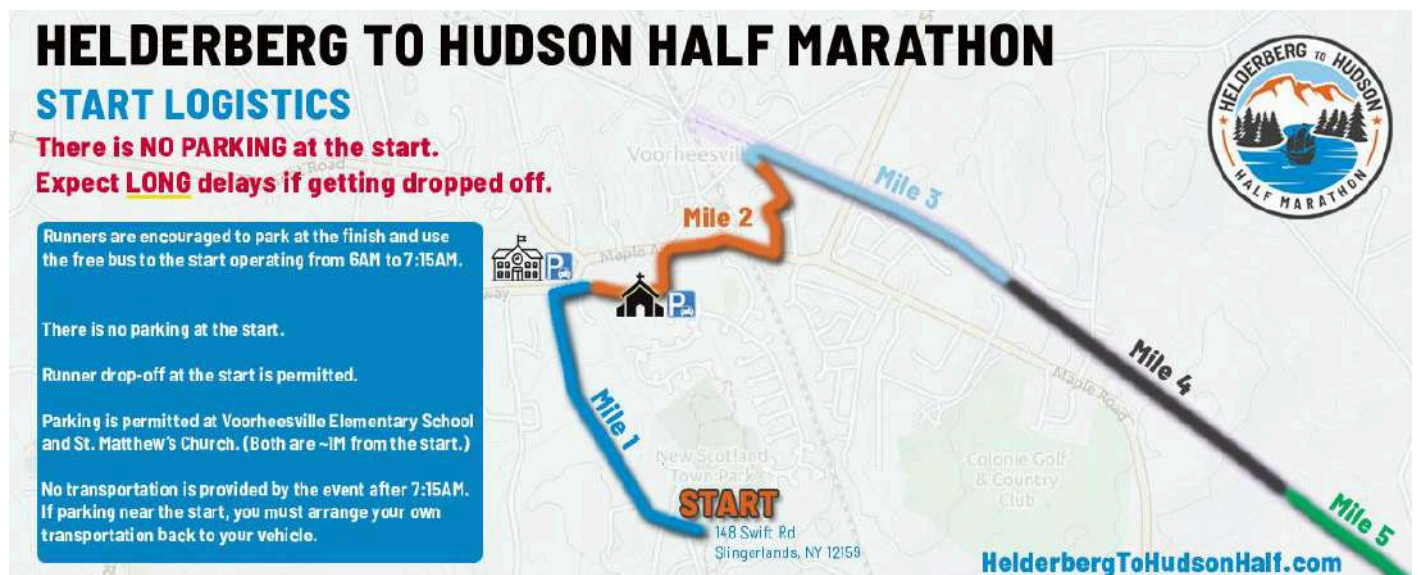 HELDERBERG TO HUDSON HALF MARATHON
START LOGISTICS
There is NO PARKING at the start.
Expect LONG delays if getting dropped off.
Runners are encouraged to park at the finish and use
the free bus to the start operating from 6AM to 7:15AM.
There is no parking at the start.
Runner drop-off at the start is permitted.
Parking is permitted at Voorheesville Elementary School
and St. Matthew's Church. (Both are ~1M from the start.)
No transportation is provided by the event after 7:15AM.
If parking near the start, you must arrange your own
transportation back to your vehicle.
HELDERBERG TO HUDSON
HALF MARATHON
Voorheesvill
Mile 3
Mile 2
Maple A
P
way
P
Mile 4
Maple Road
Mile 1
New Scotland
Town Park
Colonie Golf
& Country
Club
START
148 Swift Rd
Slingerlands, NY 12159
Mile 5
HelderbergToHudsonHalf.com